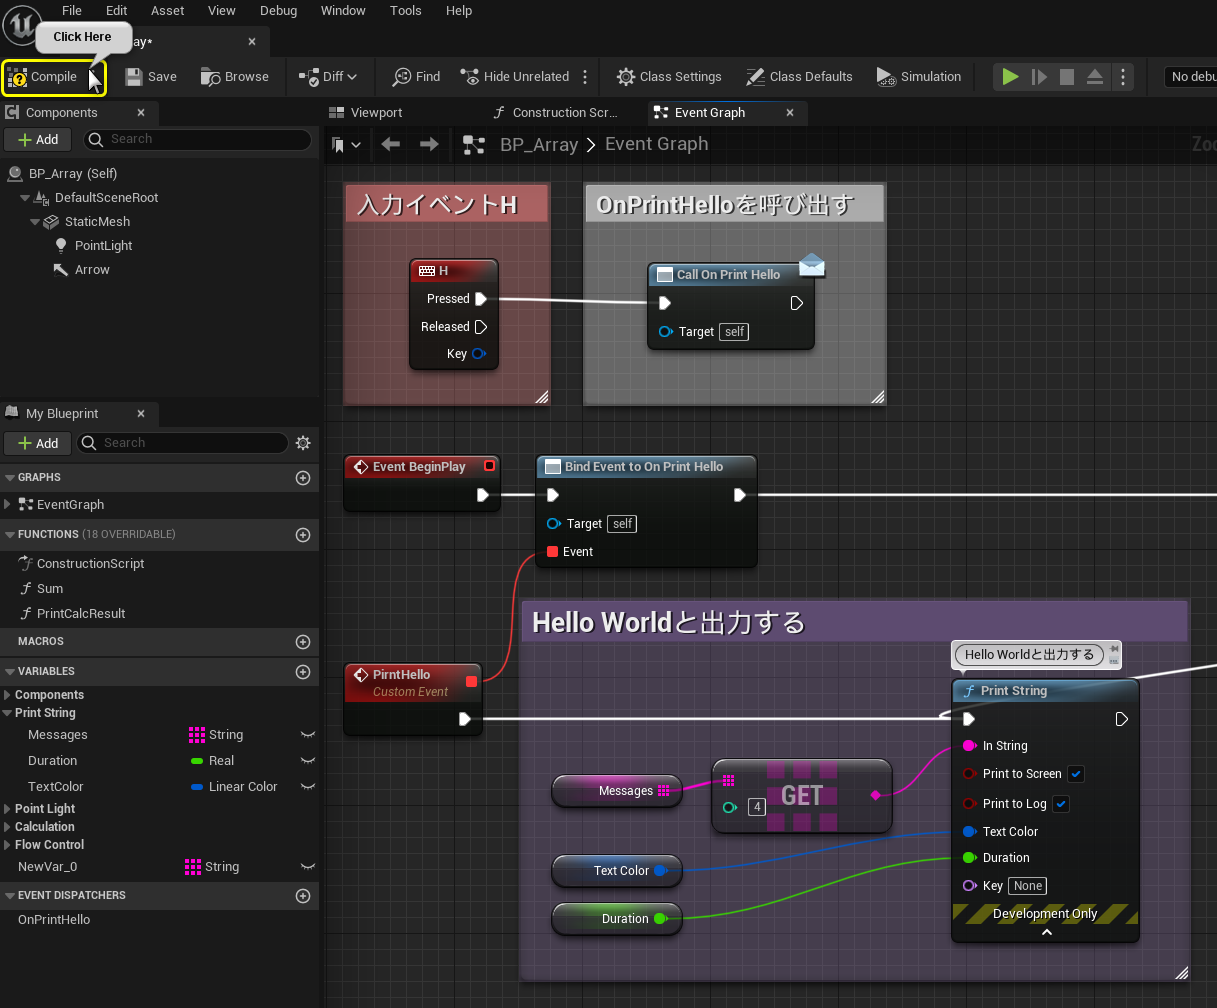 File Edit Asset View Debug Window Tools Help
Click Here
ay*
Compile Save Browse Diff Find Hide Unrelated Class Settings Class Defaults Simulation No debu
Components
Viewport Construction Scr... Event Graph
Add Search
BP_Array > Event Graph
Zoo
BP_Array (Self)
DefaultSceneRoot
StaticMesh
PointLight
Arrow
My Blueprint
Add Search
GRAPHS
EventGraph
FUNCTIONS (18 OVERRIDABLE)
ConstructionScript
Sum
PrintCalcResult
MACROS
VARIABLES
Components
Print String
Messages String
Duration Real
TextColor Linear Color
Point Light
Calculation
Flow Control
NewVar_0 String
EVENT DISPATCHERS
OnPrintHello
入力イベントH
H
Pressed
Released
Key
OnPrintHelloを呼び出す
Call On Print Hello
Target self
Event BeginPlay
Bind Event to On Print Hello
Target self
Event
PirntHello
Custom Event
Hello Worldと出力する
Hello Worldと出力する
Print String
In String
Print to Screen
Print to Log
Text Color
Duration
Key None
Development Only
Messages
GET
4
Text Color
Duration